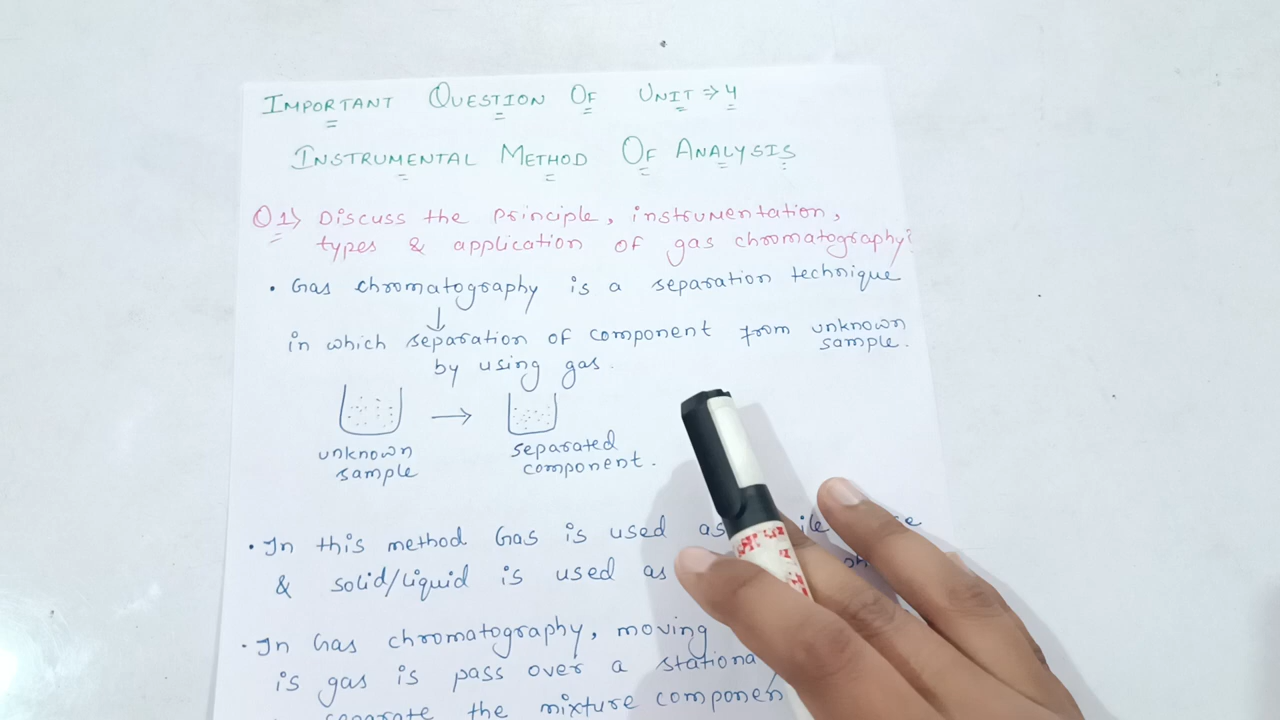 IMPORTANT QUESTION OF UNIT ⇒ 4
INSTRUMENTAL METHOD OF ANALYSIS
Q1) Discuss the principle, instrumentation,
types & application of gas chromatography?
• Gas chromatography is a separation technique
in which separation of component from unknown
sample.
by using gas.
unknown
sample
separated
component.
• In this method Gas is used as
& solid/liquid is used as
• In Gas chromatography, moving
is gas is pass over a
separate the mixture